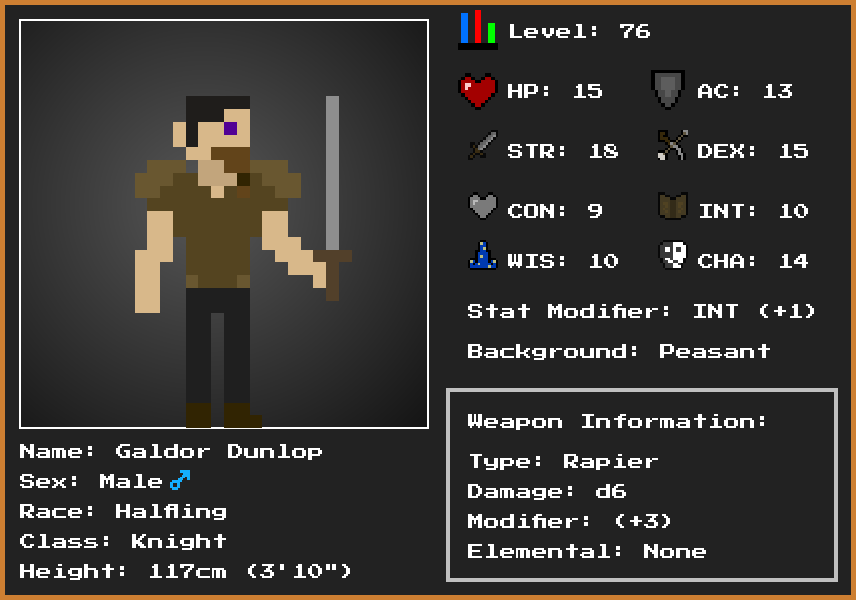 Level: 76
HP: 15 AC: 13
STR: 18 DEX: 15
CON: 9 INT: 10
WIS: 10 CHA: 14
Stat Modifier: INT (+1)
Background: Peasant
Name: Galdor Dunlop
Sex: Male ♂
Race: Halfling
Class: Knight
Height: 117cm (3'10")
Weapon Information:
Type: Rapier
Damage: d6
Modifier: (+3)
Elemental: None